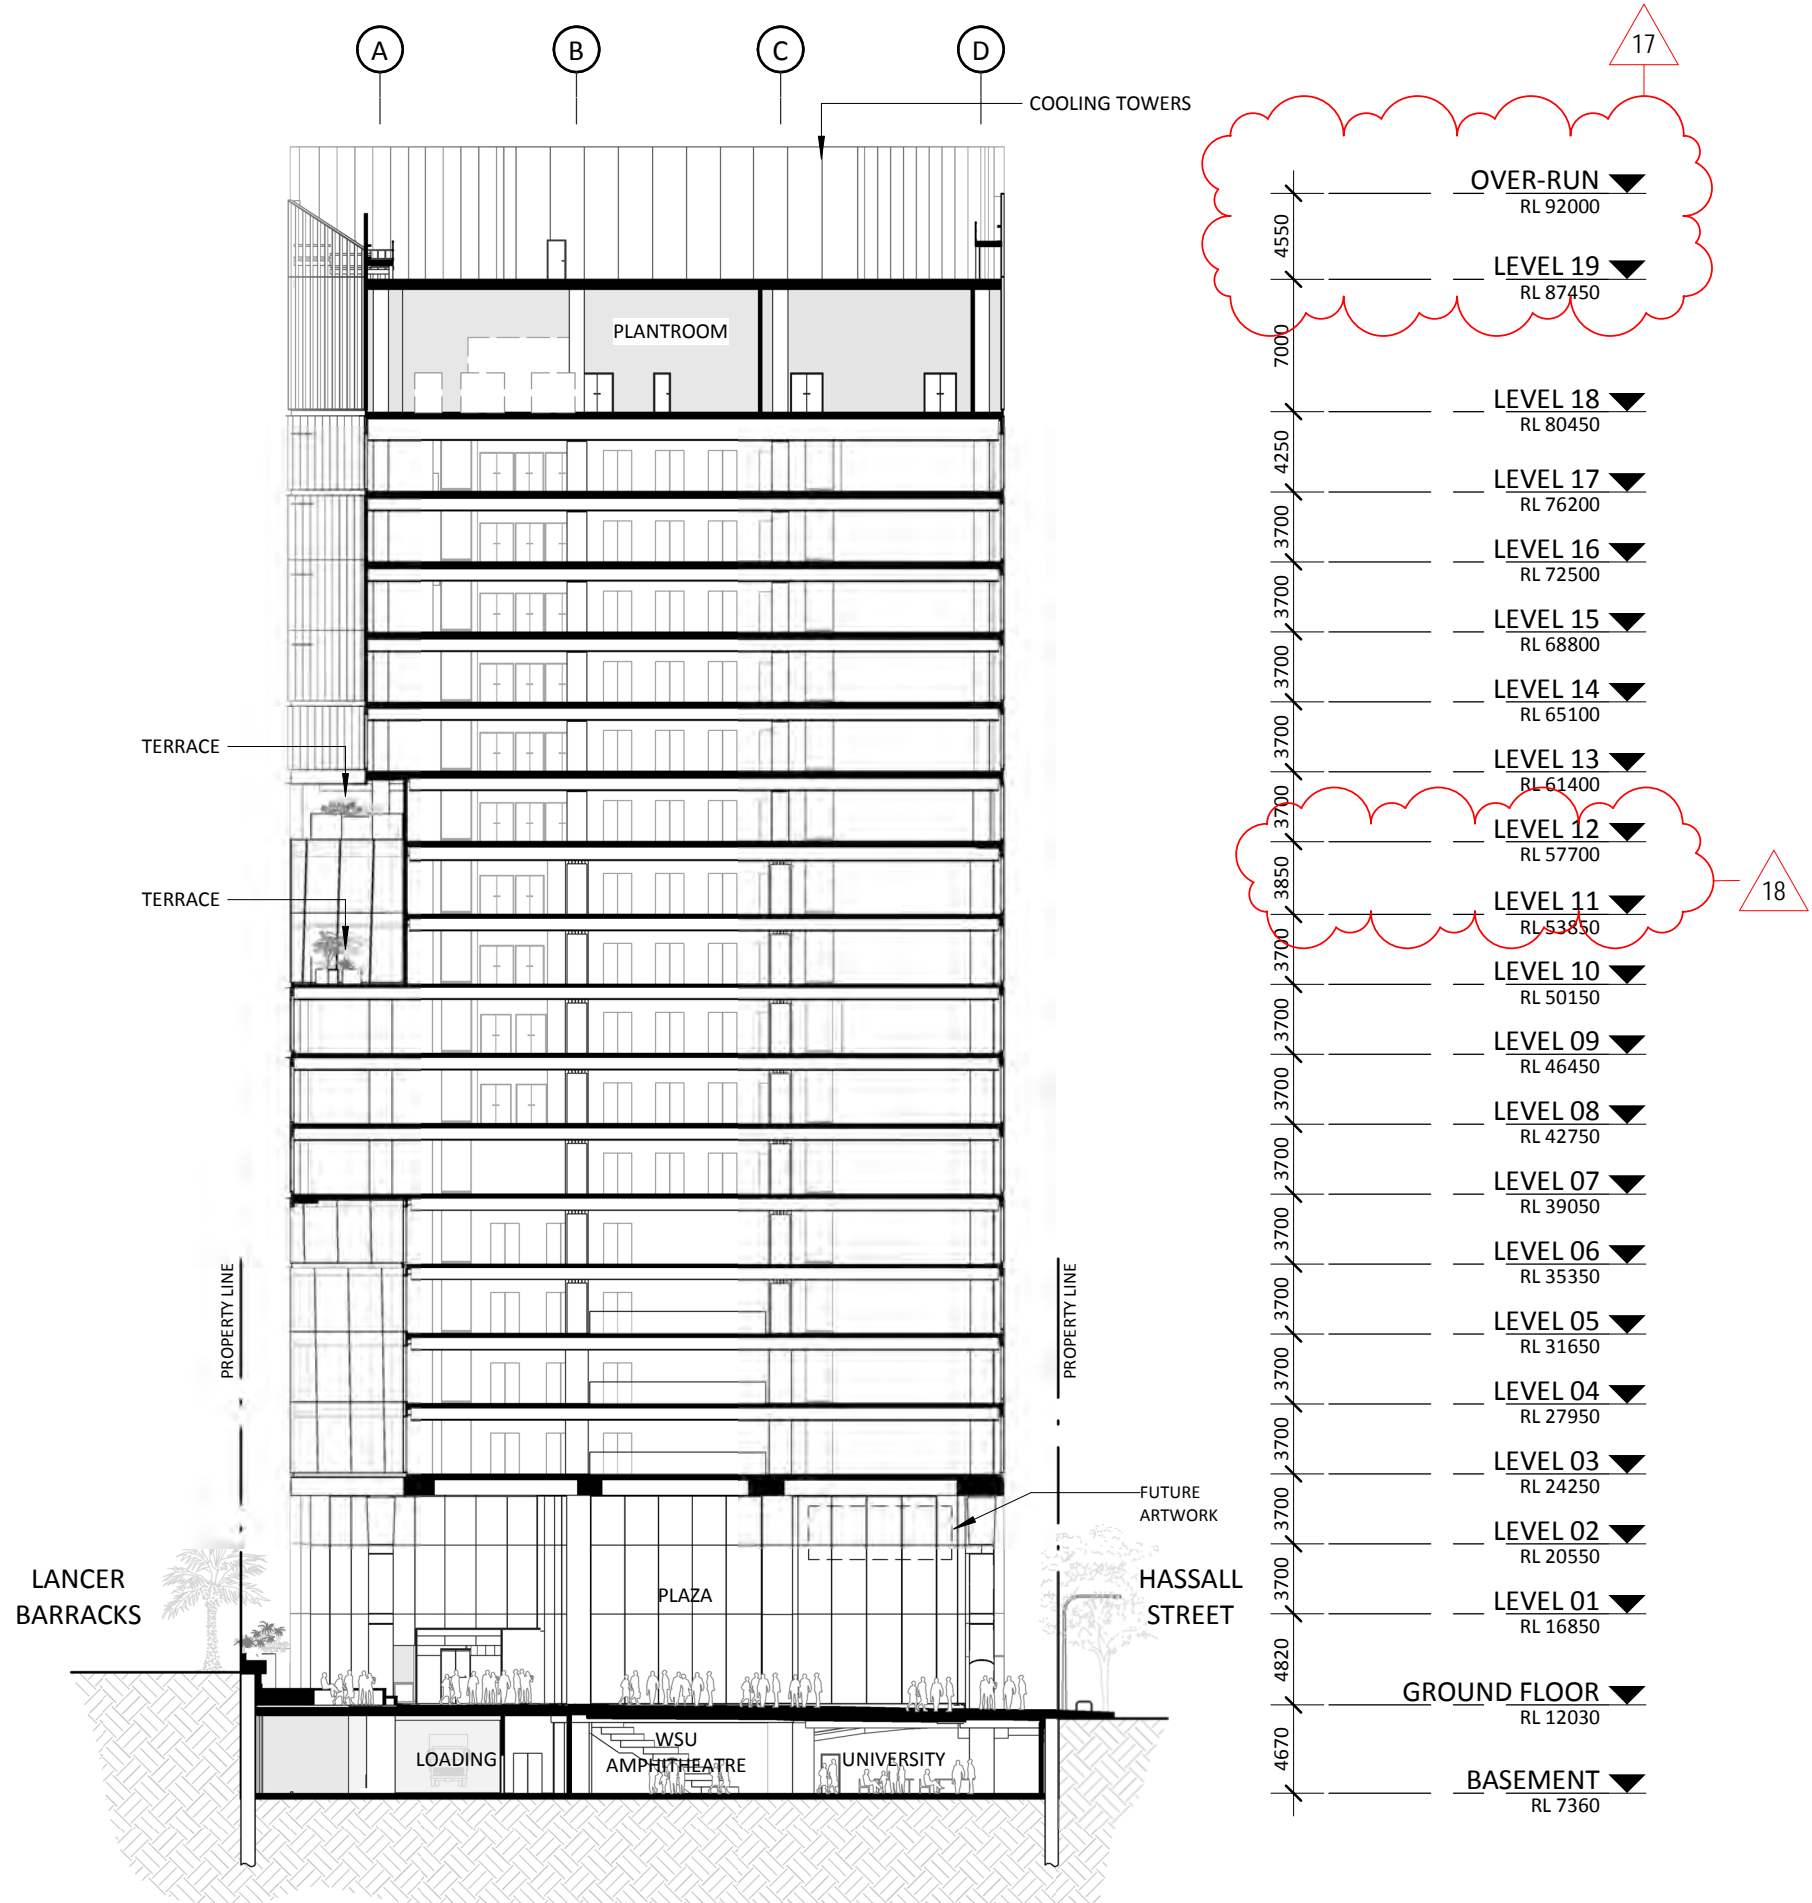 A
B
C
D
17
COOLING TOWERS
OVER-RUN
RL 92000
4550
LEVEL 19
RL 87450
PLANTROOM
7000
LEVEL 18
RL 80450
4250
LEVEL 17
RL 76200
3700
LEVEL 16
RL 72500
3700
LEVEL 15
RL 68800
3700
LEVEL 14
RL 65100
3700
TERRACE
LEVEL 13
RL 61400
3700
LEVEL 12
RL 57700
3850
18
TERRACE
LEVEL 11
RL 53850
3700
LEVEL 10
RL 50150
3700
LEVEL 09
RL 46450
3700
LEVEL 08
RL 42750
3700
LEVEL 07
RL 39050
3700
LEVEL 06
RL 35350
PROPERTY LINE
PROPERTY LINE
3700
LEVEL 05
RL 31650
3700
LEVEL 04
RL 27950
3700
LEVEL 03
RL 24250
FUTURE
ARTWORK
3700
LEVEL 02
RL 20550
LANCER
BARRACKS
PLAZA
HASSALL
STREET
3700
LEVEL 01
RL 16850
4820
GROUND FLOOR
RL 12030
LOADING
WSU
AMPHITHEATRE
UNIVERSITY
4670
BASEMENT
RL 7360